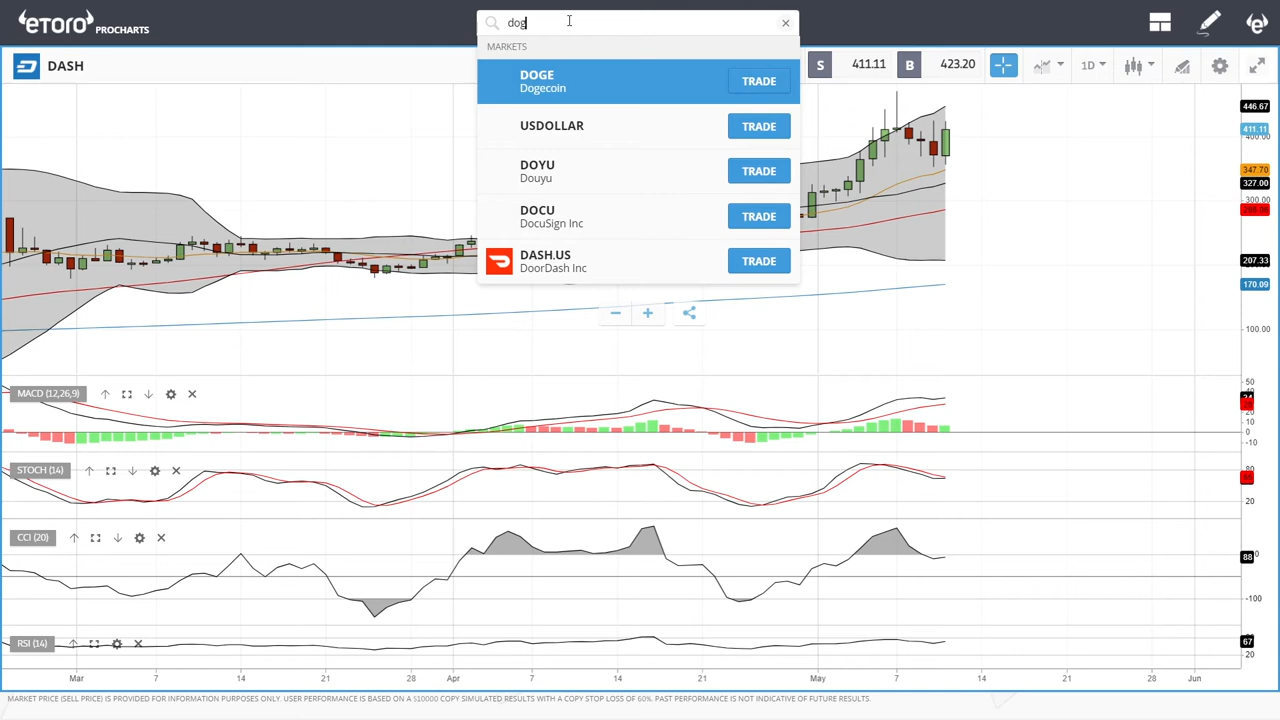 eToro PROCHARTS
dog
MARKETS
DOGE
Dogecoin
TRADE
USDOLLAR
TRADE
DOYU
Douyu
TRADE
DOCU
DocuSign Inc
TRADE
DASH.US
DoorDash Inc
TRADE
DASH
S 411.11 B 423.20
1D
446.67
411.11
400.00
347.70
327.00
300.00
207.33
170.09
100.00
MACD (12,26,9)
50
20
10
0
-10
STOCH (14)
80
20
CCI (20)
88
-100
RSI (14)
67
20
Mar 7 14 21 28 Apr 7 14 21 May 7 14 21 28 Jun
MARKET PRICE (SELL PRICE) IS PROVIDED FOR INFORMATION PURPOSES ONLY. USER PERFORMANCE IS BASED ON A $10000 COPY SIMULATED RESULTS WITH A COPY STOP LOSS OF 60%. PAST PERFORMANCE IS NOT INDICATIVE OF FUTURE RESULTS.